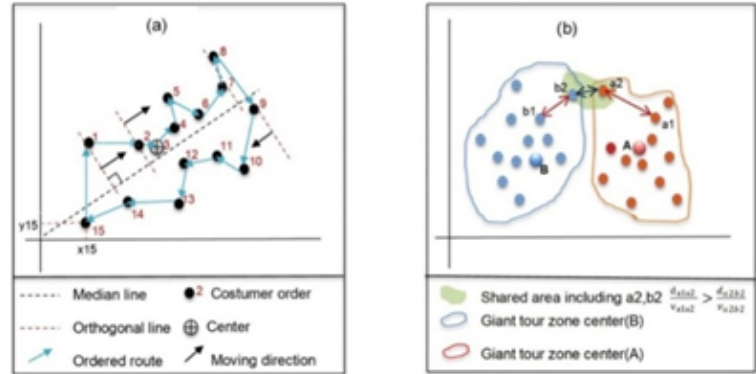 (a)
8
5
7
6
9
4
1
2
3
11
12
10
14
13
15
y15
x15
Median line
2 Costumer order
Orthogonal line
Center
Ordered route
Moving direction
(b)
b2
a2
b1
a1
A
B
Shared area including a2,b2
Giant tour zone center(B)
Giant tour zone center(A)